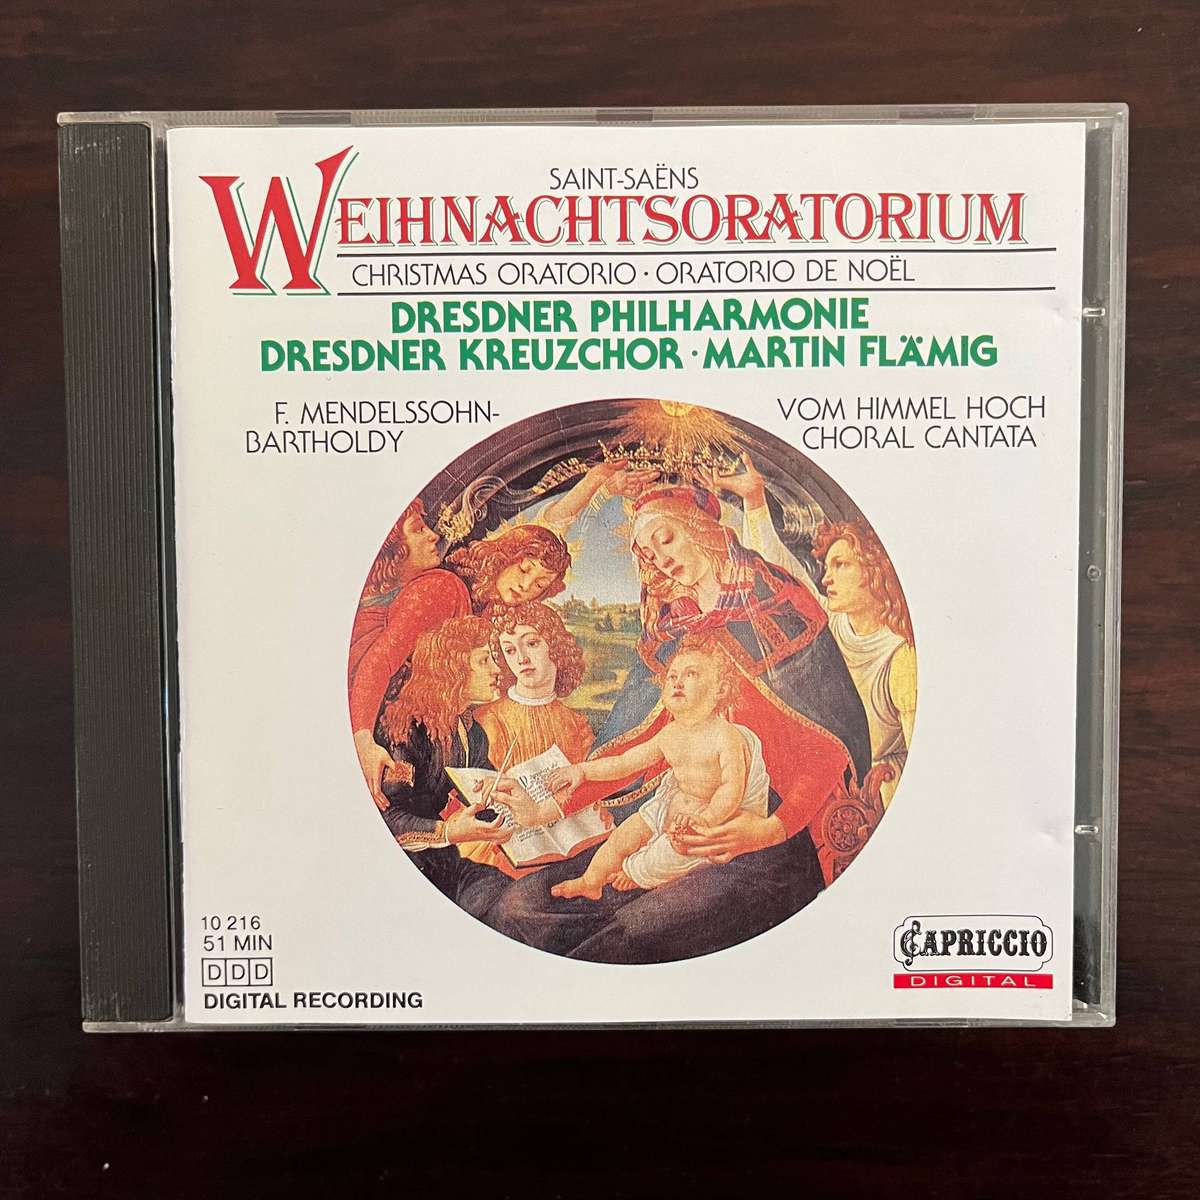 SAINT-SAËNS
WEIHNACHTSORATORIUM
CHRISTMAS ORATORIO · ORATORIO DE NOËL
DRESDNER PHILHARMONIE
DRESDNER KREUZCHOR · MARTIN FLÄMIG
F. MENDELSSOHN-
BARTHOLDY
VOM HIMMEL HOCH
CHORAL CANTATA
10 216
51 MIN
DDD
DIGITAL RECORDING
CAPRICCIO
DIGITAL